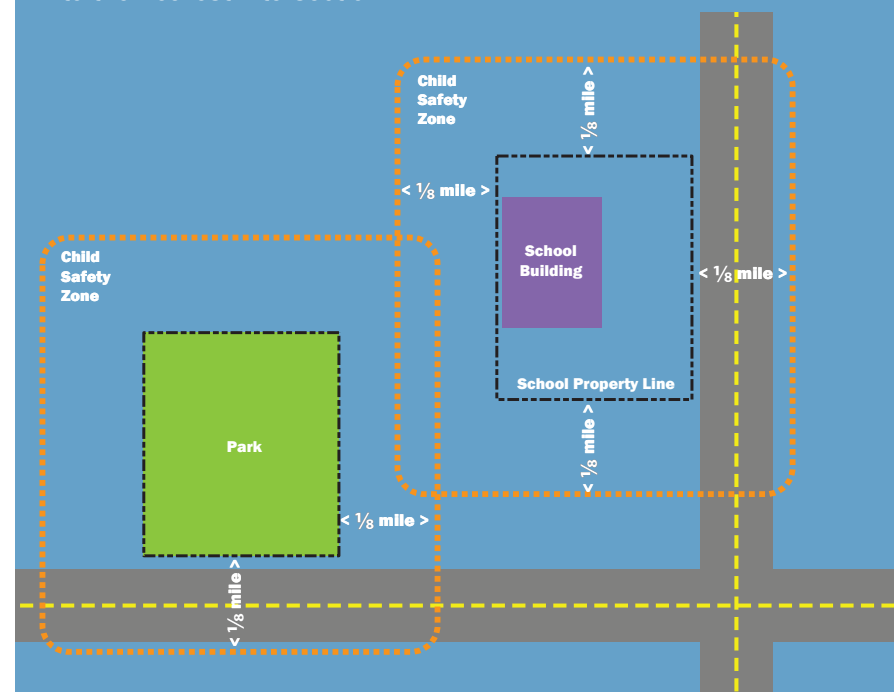 Child
Safety
Zone
< ⅛ mile >
< ⅛ mile >
School
Building
< ⅛ mile >
School Property Line
< ⅛ mile >
Child
Safety
Zone
Park
< ⅛ mile >
< ⅛ mile >